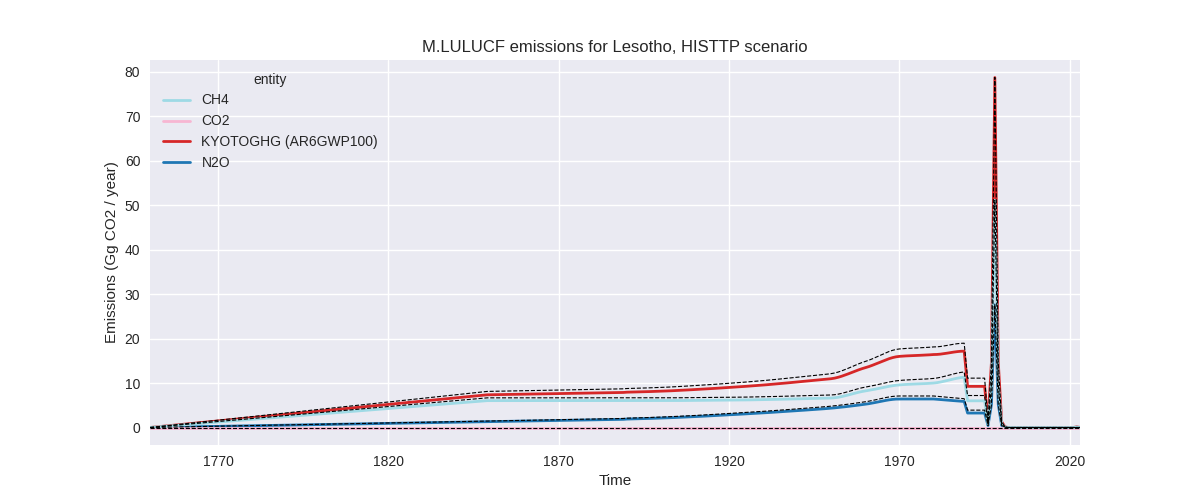 M.LULUCF emissions for Lesotho, HISTTP scenario
80
70
60
50
40
30
20
10
0
Emissions (Gg CO2 / year)
entity
CH4
CO2
KYOTOGHG (AR6GWP100)
N2O
1770 1820 1870 1920 1970 2020
Time